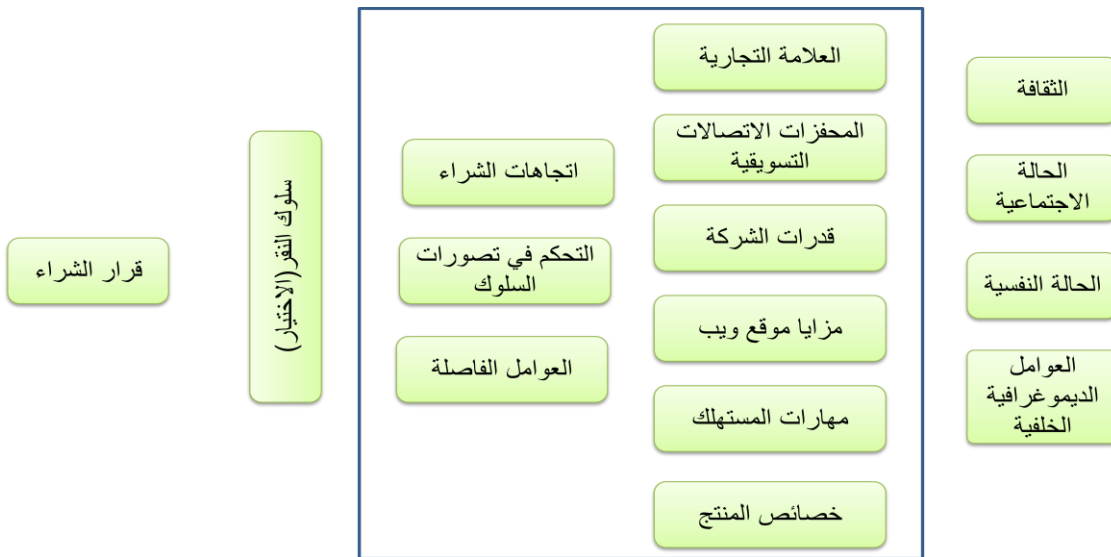 الثقافة
الحالة
الاجتماعية
الحالة النفسية
العوامل
الديموغرافية
الخلفية
العلامة التجارية
المحفزات الاتصالات
التسويقية
قدرات الشركة
مزايا موقع ويب
مهارات المستهلك
خصائص المنتج
اتجاهات الشراء
التحكم في تصورات
السلوك
العوامل الفاصلة
سلوك النقر(الاختيار)
قرار الشراء